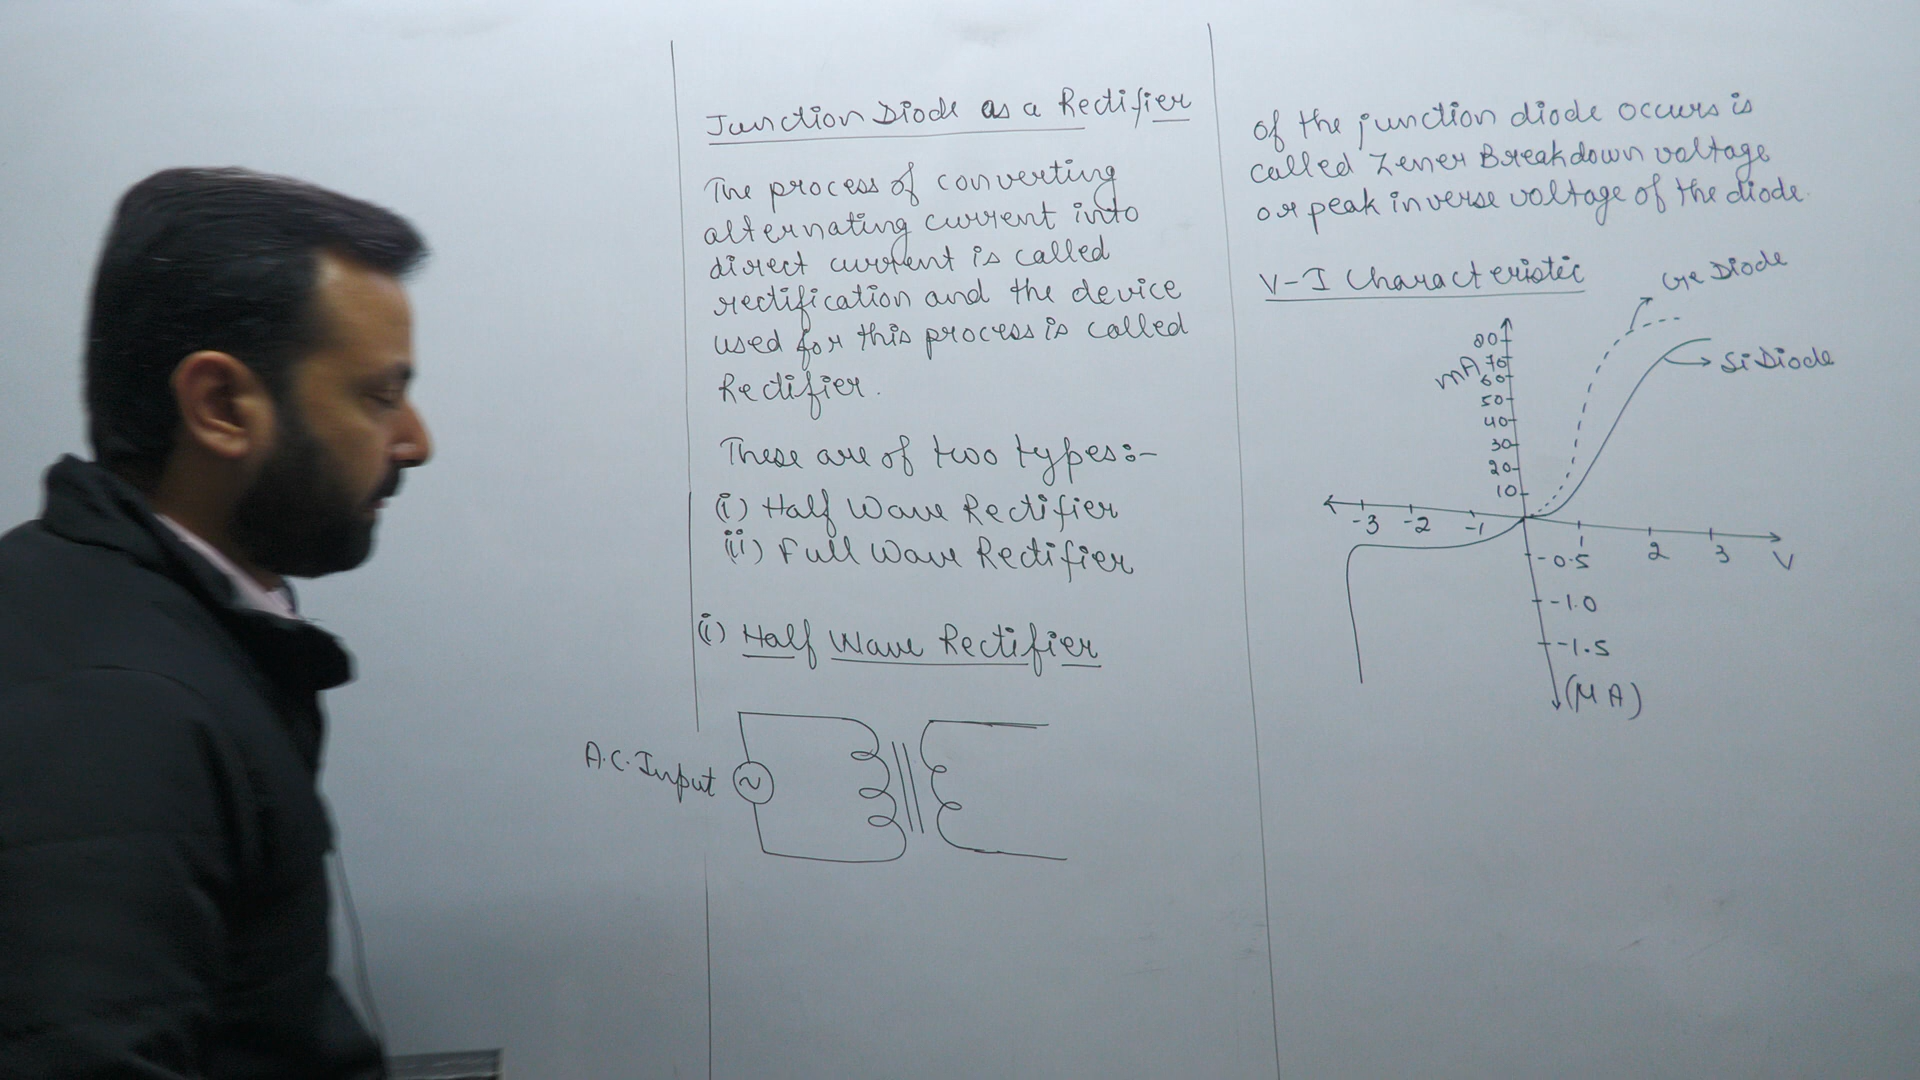 Junction Diode as a Rectifier
The process of converting
alternating current into
direct current is called
rectification and the device
used for this process is called
Rectifier.
These are of two types:-
(i) Half Wave Rectifier
(ii) Full Wave Rectifier
(i) Half Wave Rectifier
A.C. Input
~
of the junction diode occurs is
called Zener Breakdown voltage
or peak inverse voltage of the diode.
V-I Characteristic
Ge Diode
Si Diode
mA
80
70
60
50
40
30
20
10
-3 -2 -1
1 2 3 V
-0.5
-1.0
-1.5
(μA)